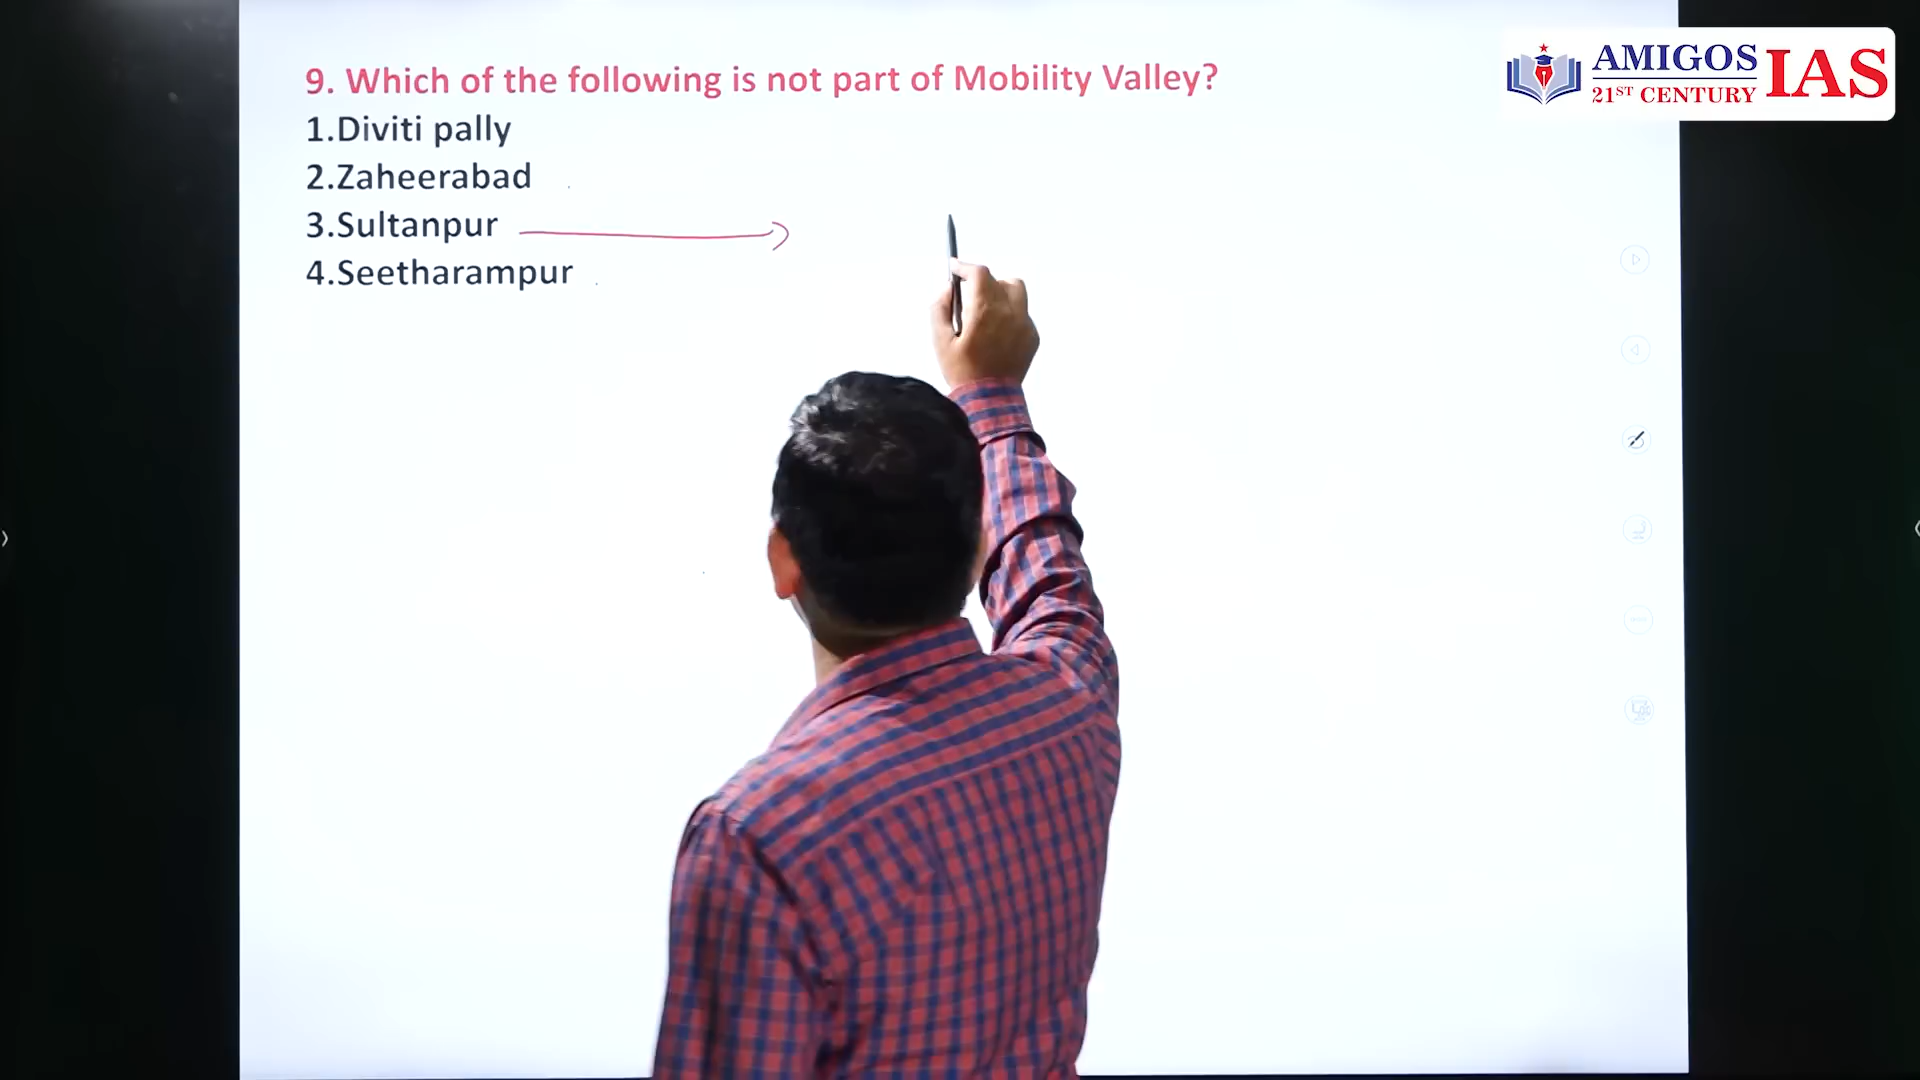 9. Which of the following is not part of Mobility Valley?
1.Diviti pally
2.Zaheerabad
3.Sultanpur
4.Seetharampur
AMIGOS
21ST CENTURY
IAS